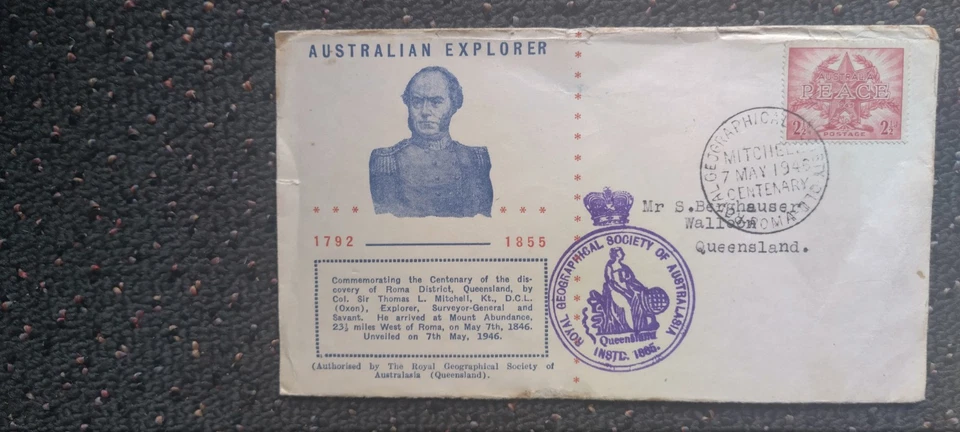 AUSTRALIAN EXPLORER
1792 1855
Commemorating the Centenary of the dis-
covery of Roma District, Queensland, by
Col. Sir Thomas L. Mitchell, Kt., D.C.L.
(Oxon), Explorer, Surveyor-General and
Savant. He arrived at Mount Abundance,
23½ miles West of Roma, on May 7th, 1846.
Unveiled on 7th May, 1946.
(Authorised by The Royal Geographical Society of
Australasia (Queensland).
AUSTRALIA
PEACE
2½ 2½
POSTAGE
GEOGRAPHICAL
MITCHELL
7 MAY 1946
CENTENARY
ROMA
Mr S.Berghauser
Queensland.
ROYAL GEOGRAPHICAL SOCIETY OF AUSTRALASIA
Queensland
INSTD. 1885.